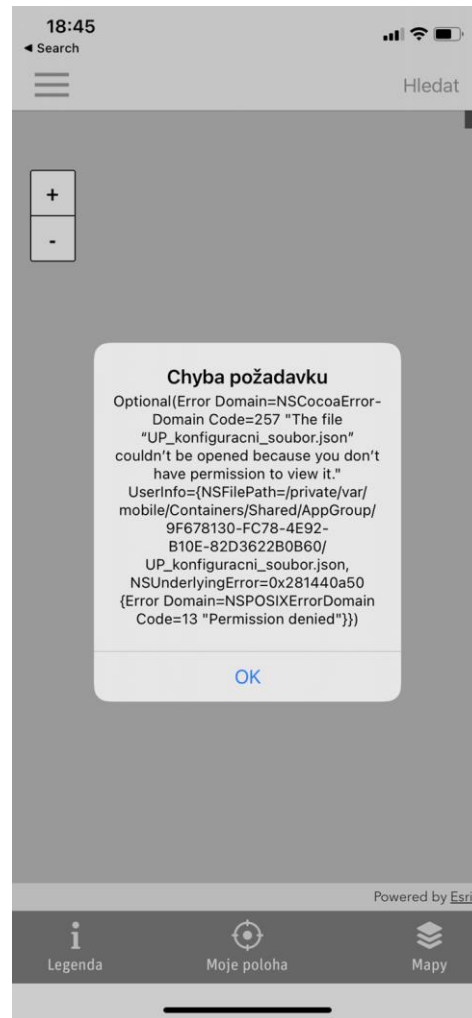 18:45
◀ Search
Hledat
+
-
Chyba požadavku
Optional(Error Domain=NSCocoaError-
Domain Code=257 "The file
“UP_konfiguracni_soubor.json”
couldn’t be opened because you don’t
have permission to view it."
UserInfo={NSFilePath=/private/var/
mobile/Containers/Shared/AppGroup/
9F678130-FC78-4E92-
B10E-82D3622B0B60/
UP_konfiguracni_soubor.json,
NSUnderlyingError=0x281440a50
{Error Domain=NSPOSIXErrorDomain
Code=13 "Permission denied"}})
OK
Powered by Esri
Legenda
Moje poloha
Mapy